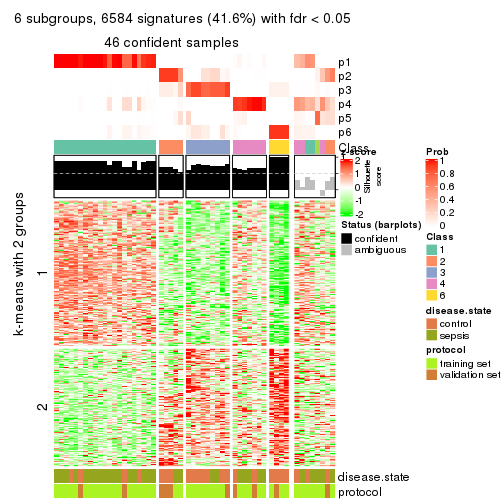 6 subgroups, 6584 signatures (41.6%) with fdr < 0.05
46 confident samples
p1
p2
p3
p4
p5
p6
Class
1
2
k-means with 2 groups
disease.state
protocol
z-score
2
1
0
-1
-2
Silhouette
score
Status (barplots)
confident
ambiguous
Prob
1
0.8
0.6
0.4
0.2
0
Class
1
2
3
4
6
disease.state
control
sepsis
protocol
training set
validation set